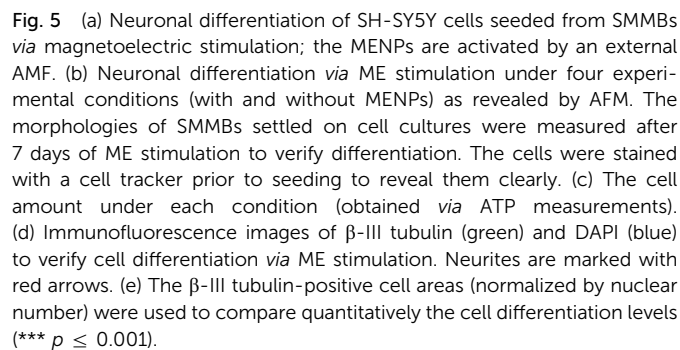 Fig. 5 (a) Neuronal differentiation of SH-SY5Y cells seeded from SMMBs
via magnetoelectric stimulation; the MENPs are activated by an external
AMF. (b) Neuronal differentiation via ME stimulation under four experi-
mental conditions (with and without MENPs) as revealed by AFM. The
morphologies of SMMBs settled on cell cultures were measured after
7 days of ME stimulation to verify differentiation. The cells were stained
with a cell tracker prior to seeding to reveal them clearly. (c) The cell
amount under each condition (obtained via ATP measurements).
(d) Immunofluorescence images of β-III tubulin (green) and DAPI (blue)
to verify cell differentiation via ME stimulation. Neurites are marked with
red arrows. (e) The β-III tubulin-positive cell areas (normalized by nuclear
number) were used to compare quantitatively the cell differentiation levels
(*** p ≤ 0.001).